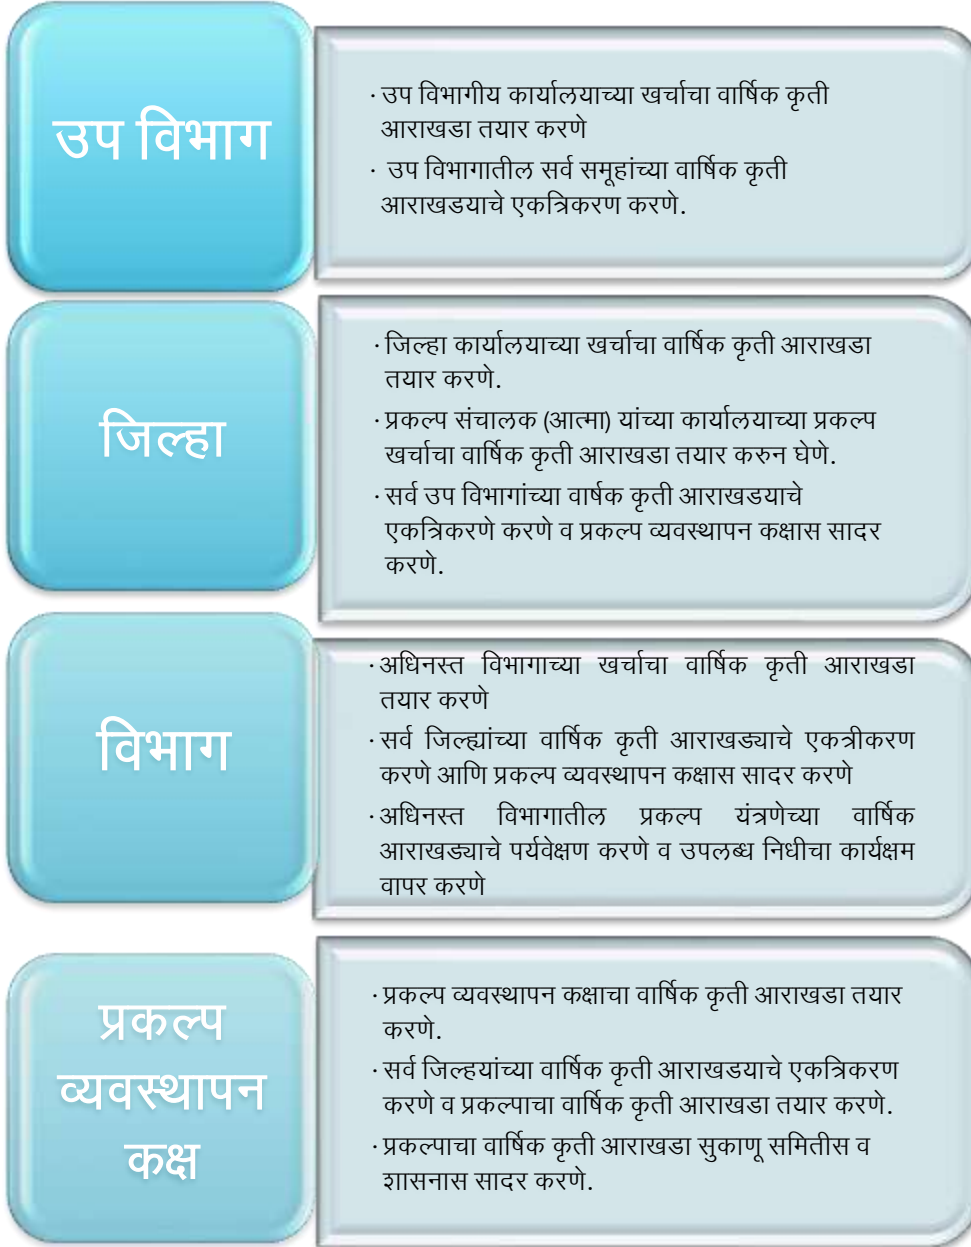 उप विभाग
· उप विभागीय कार्यालयाच्या खर्चाचा वार्षिक कृती
आराखडा तयार करणे
· उप विभागातील सर्व समूहांच्या वार्षिक कृती
आराखडयाचे एकत्रिकरण करणे.
जिल्हा
· जिल्हा कार्यालयाच्या खर्चाचा वार्षिक कृती आराखडा
तयार करणे.
· प्रकल्प संचालक (आत्मा) यांच्या कार्यालयाच्या प्रकल्प
खर्चाचा वार्षिक कृती आराखडा तयार करुन घेणे.
· सर्व उप विभागांच्या वार्षक कृती आराखडयाचे
एकत्रिकरणे करणे व प्रकल्प व्यवस्थापन कक्षास सादर
करणे.
विभाग
· अधिनस्त विभागाच्या खर्चाचा वार्षिक कृती आराखडा
तयार करणे
· सर्व जिल्ह्यांच्या वार्षिक कृती आराखड्याचे एकत्रीकरण
करणे आणि प्रकल्प व्यवस्थापन कक्षास सादर करणे
· अधिनस्त विभागातील प्रकल्प यंत्रणेच्या वार्षिक
आराखड्याचे पर्यवेक्षण करणे व उपलब्ध निधीचा कार्यक्षम
वापर करणे
प्रकल्प
व्यवस्थापन
कक्ष
· प्रकल्प व्यवस्थापन कक्षाचा वार्षिक कृती आराखडा तयार
करणे.
· सर्व जिल्हयांच्या वार्षिक कृती आराखडयाचे एकत्रिकरण
करणे व प्रकल्पाचा वार्षिक कृती आराखडा तयार करणे.
· प्रकल्पाचा वार्षिक कृती आराखडा सुकाणू समितीस व
शासनास सादर करणे.